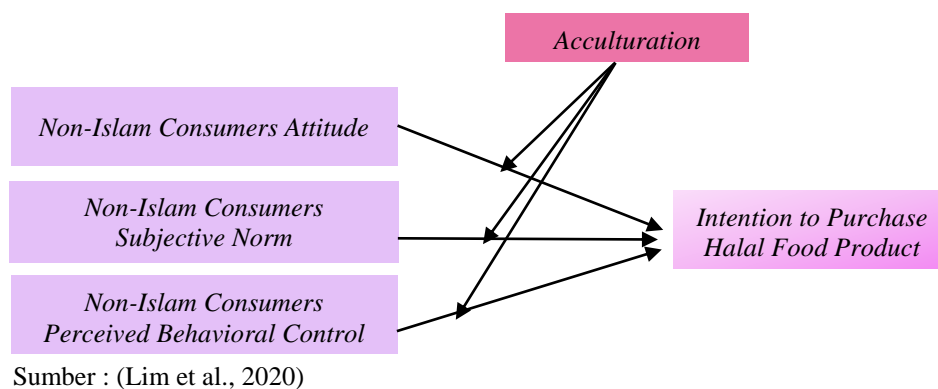 Acculturation
Non-Islam Consumers Attitude
Non-Islam Consumers
Subjective Norm
Intention to Purchase
Halal Food Product
Non-Islam Consumers
Perceived Behavioral Control
Sumber : (Lim et al., 2020)